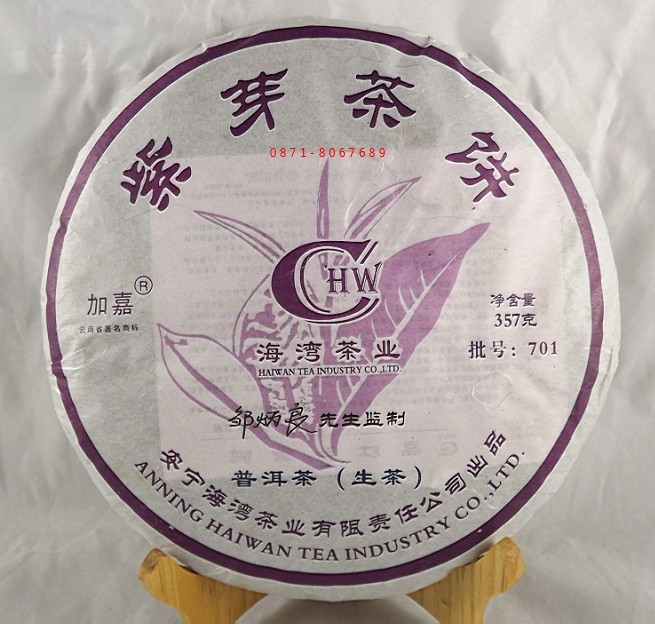 紫芽茶饼
0871-8067689
CHW
加嘉®
云南省著名商标
净含量
357克
批号：701
海湾茶业
HAIWAN TEA INDUSTRY CO.,LTD.
邹炳良先生监制
普洱茶（生茶）
安宁海湾茶业有限责任公司出品
ANNING HAIWAN TEA INDUSTRY CO.,LTD.